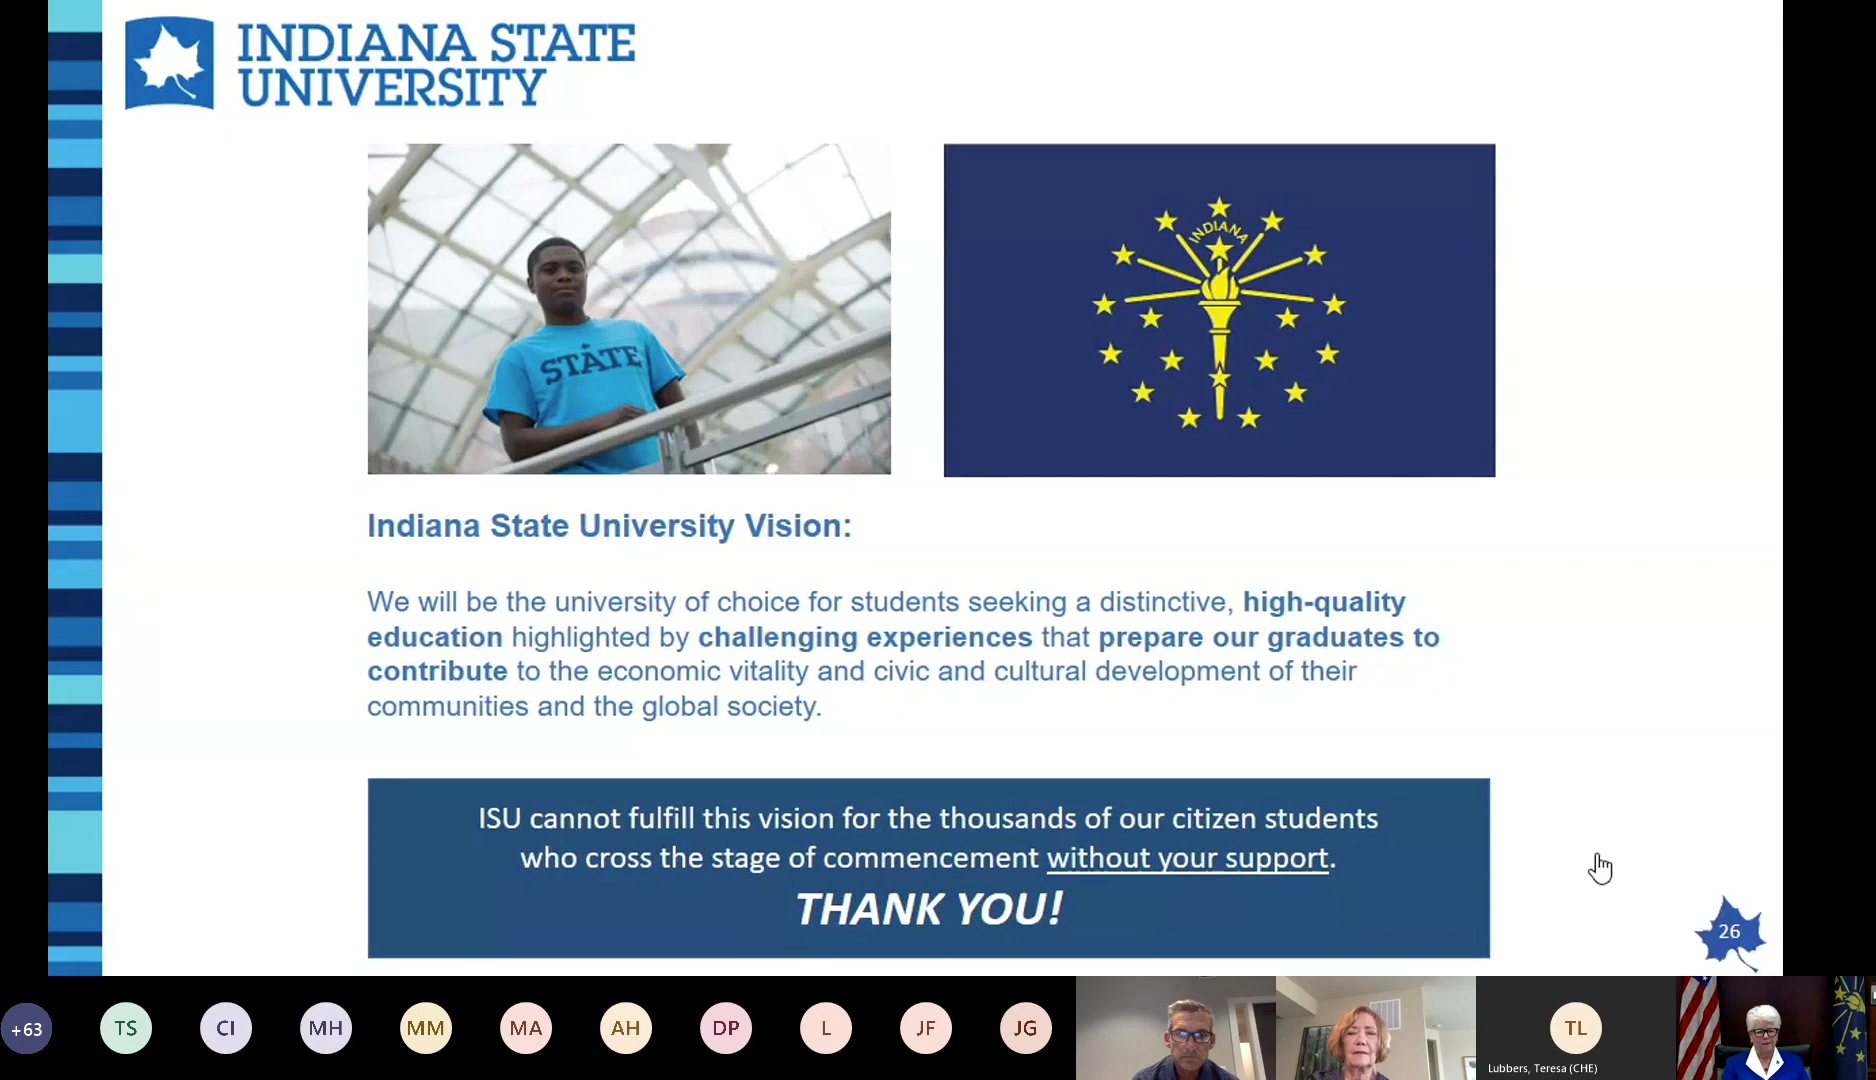 INDIANA STATE
UNIVERSITY
STATE
INDIANA
Indiana State University Vision:
We will be the university of choice for students seeking a distinctive, high-quality
education highlighted by challenging experiences that prepare our graduates to
contribute to the economic vitality and civic and cultural development of their
communities and the global society.
ISU cannot fulfill this vision for the thousands of our citizen students
who cross the stage of commencement without your support.
THANK YOU!
26
+63
TS
CI
MH
MM
MA
AH
DP
L
JF
JG
TL
Lubbers, Teresa (CHE)